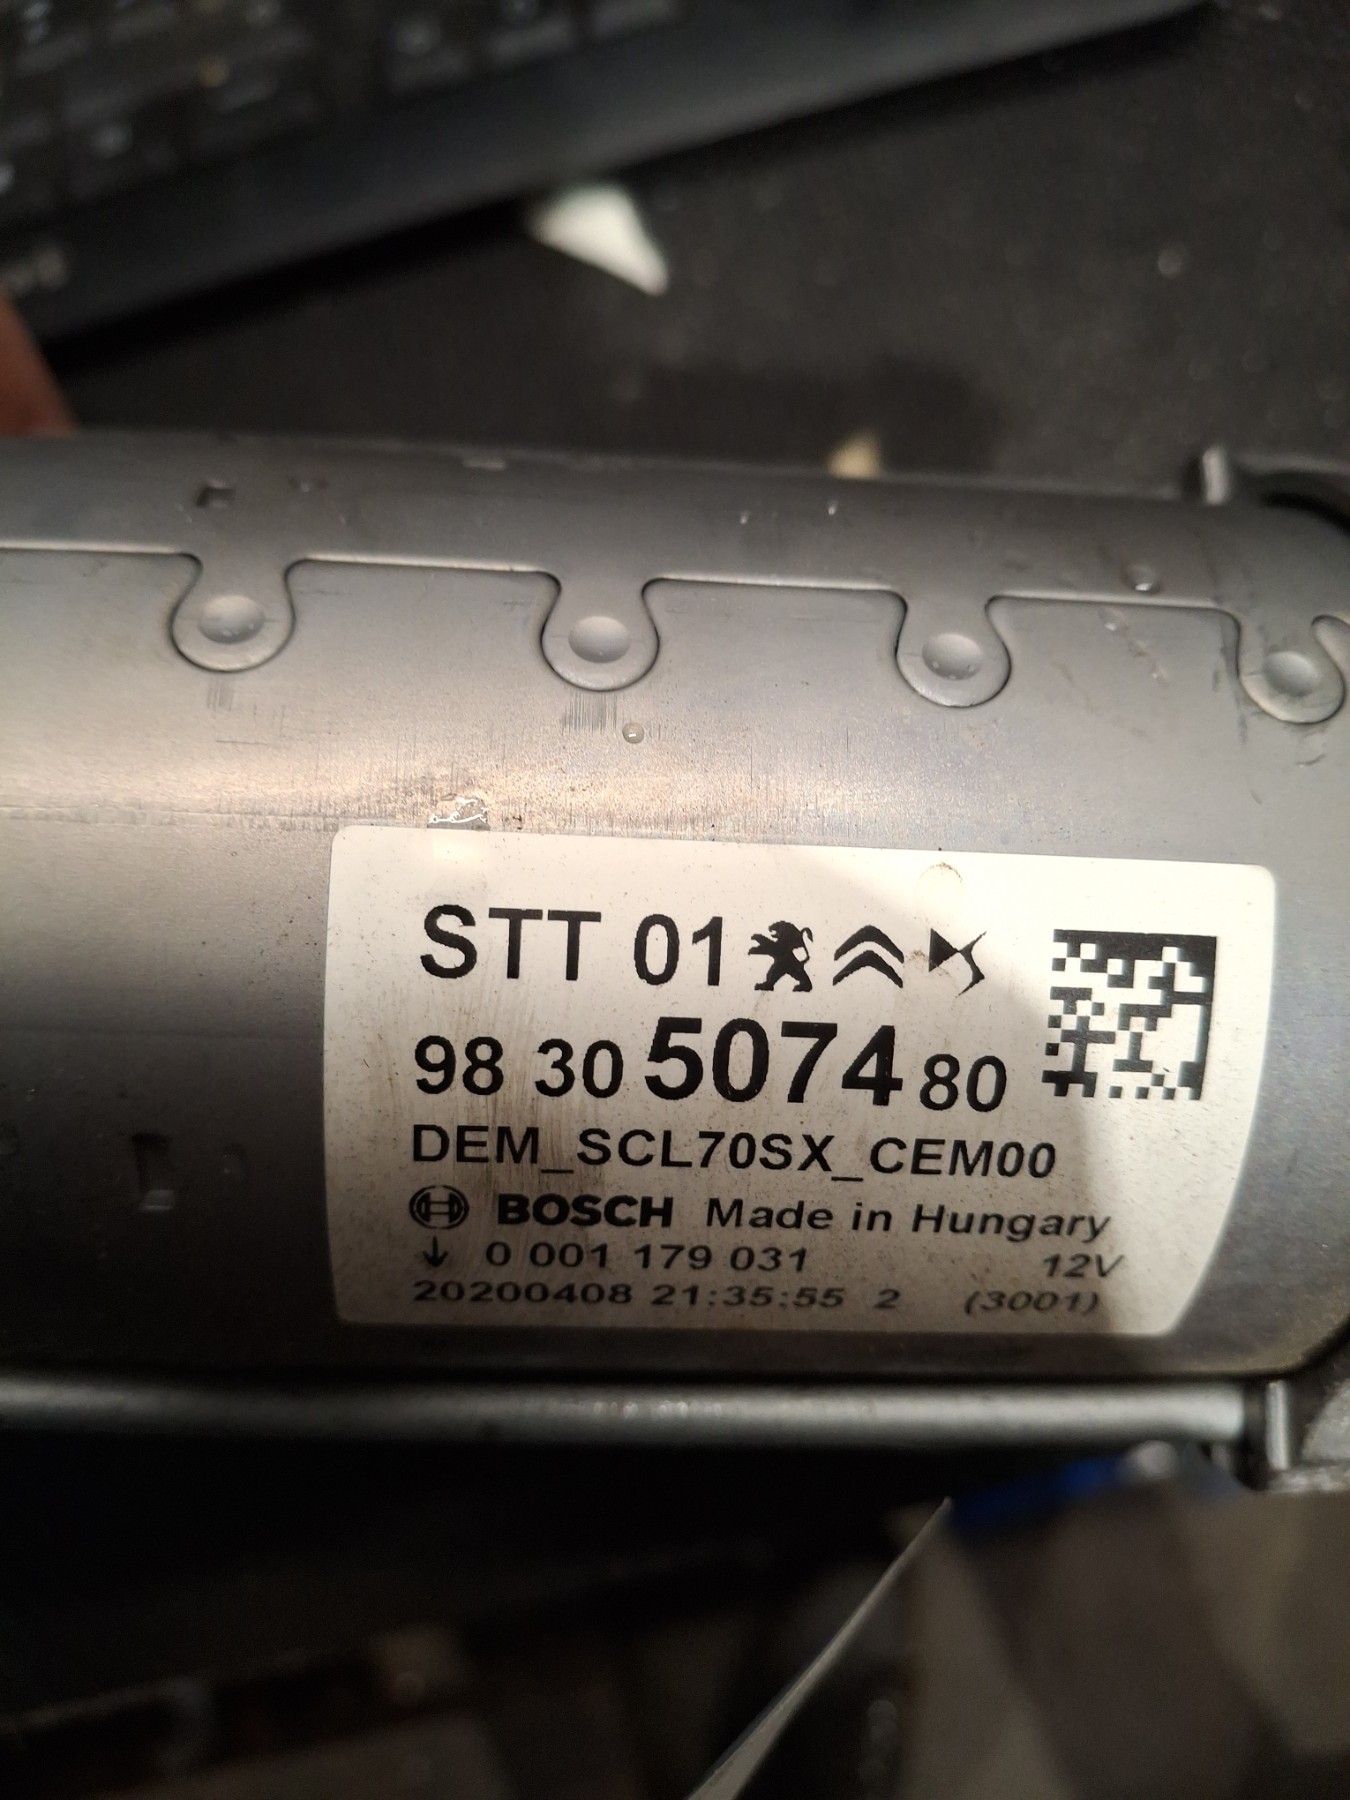 STT 01
98 30 5074 80
DEM_SCL70SX_CEM00
BOSCH Made in Hungary
0 001 179 031 12V
20200408 21:35:55 2 (3001)